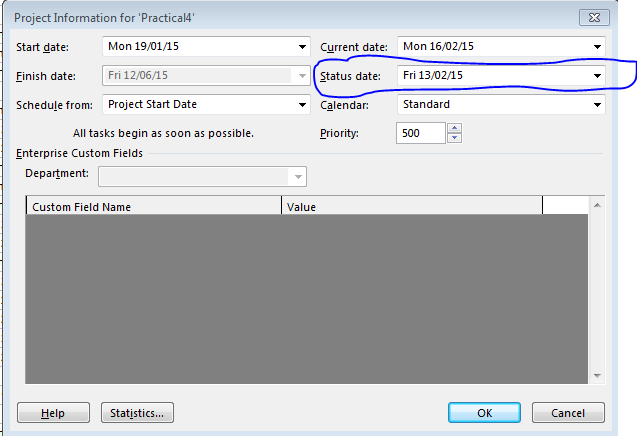 Project Information for 'Practical4'
Start date: Mon 19/01/15 Current date: Mon 16/02/15
Finish date: Fri 12/06/15 Status date: Fri 13/02/15
Schedule from: Project Start Date Calendar: Standard
All tasks begin as soon as possible. Priority: 500
Enterprise Custom Fields
Department:
Custom Field Name Value
Help Statistics... OK Cancel